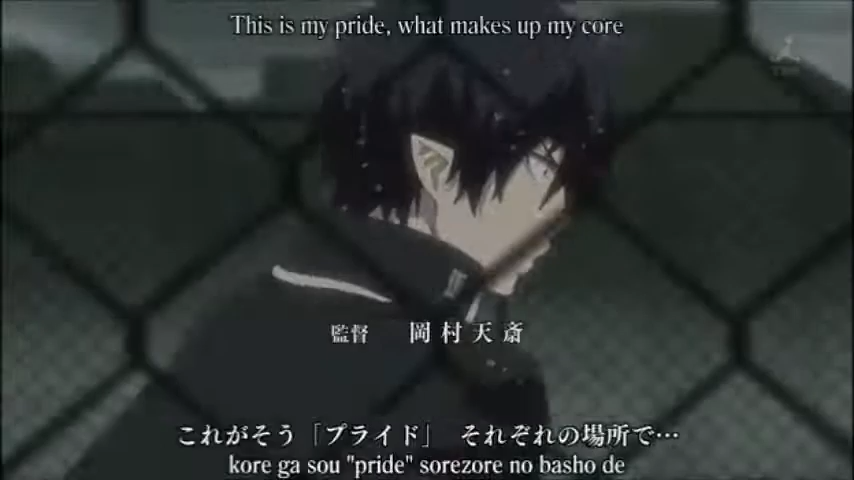 This is my pride, what makes up my core
TBS
監督 岡村天斎
これがそう「プライド」 それぞれの場所で…
kore ga sou "pride" sorezore no basho de